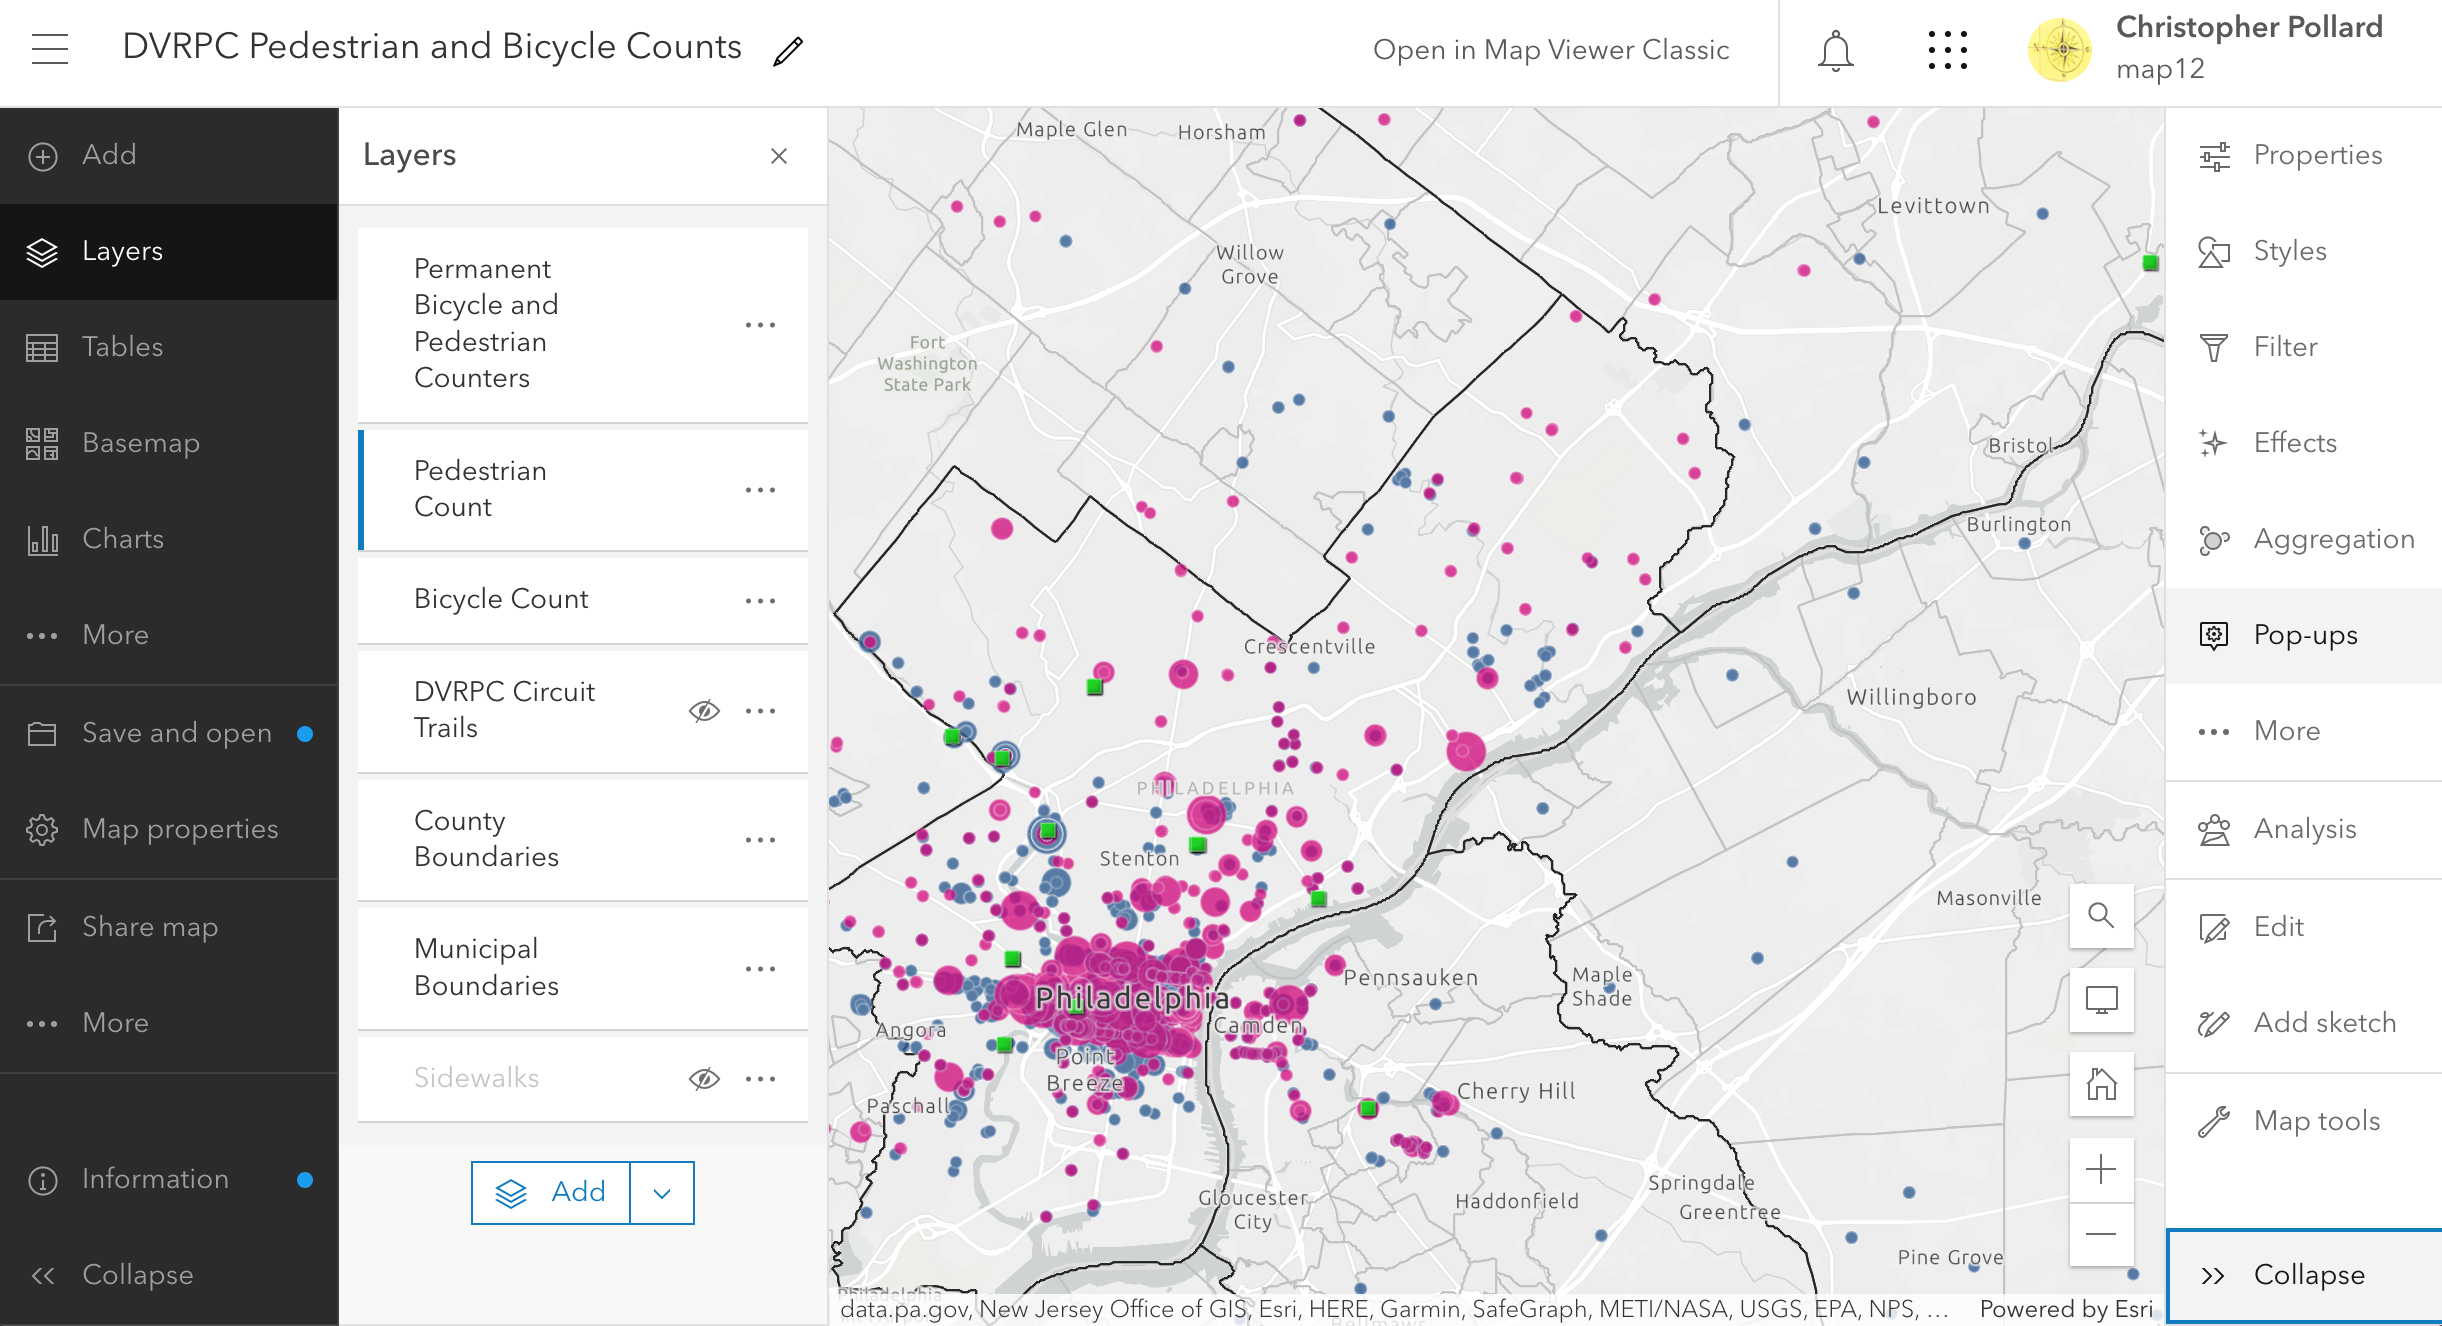 DVRPC Pedestrian and Bicycle Counts
Open in Map Viewer Classic
Christopher Pollard
map12
Add
Layers
Tables
Basemap
Charts
More
Save and open
Map properties
Share map
More
Information
Collapse
Layers
Permanent
Bicycle and
Pedestrian
Counters
Pedestrian
Count
Bicycle Count
DVRPC Circuit
Trails
County
Boundaries
Municipal
Boundaries
Sidewalks
Add
Maple Glen
Horsham
Levittown
Willow
Grove
Fort
Washington
State Park
Bristol
Burlington
Crescentville
Willingboro
PHILADELPHIA
Stenton
Masonville
Pennsauken
Maple
Shade
Philadelphia
Camden
Angora
Point
Breeze
Paschall
Cherry Hill
Gloucester
City
Haddonfield
Springdale
Greentree
Pine Grove
Philadelphia
data.pa.gov, New Jersey Office of GIS, Esri, HERE, Garmin, SafeGraph, METI/NASA, USGS, EPA, NPS, ...
Powered by Esri
Properties
Styles
Filter
Effects
Aggregation
Pop-ups
More
Analysis
Edit
Add sketch
Map tools
Collapse